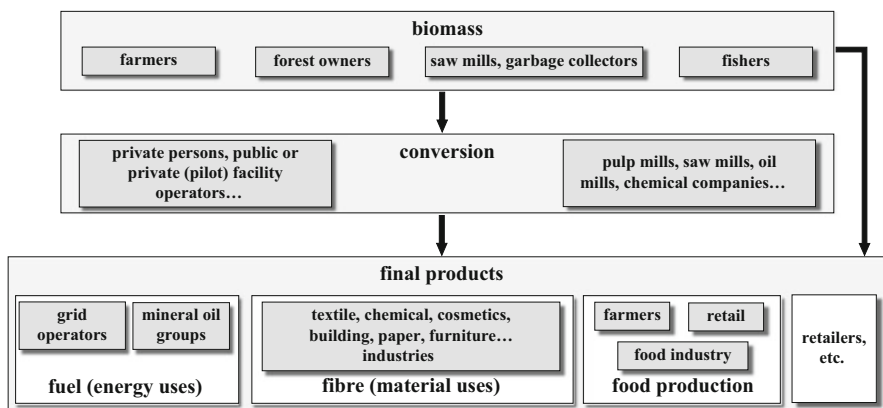 biomass
farmers
forest owners
saw mills, garbage collectors
fishers
private persons, public or
private (pilot) facility
operators…
conversion
pulp mills, saw mills, oil
mills, chemical companies…
final products
grid
operators
mineral oil
groups
fuel (energy uses)
textile, chemical, cosmetics,
building, paper, furniture…
industries
fibre (material uses)
farmers
retail
food industry
food production
retailers,
etc.